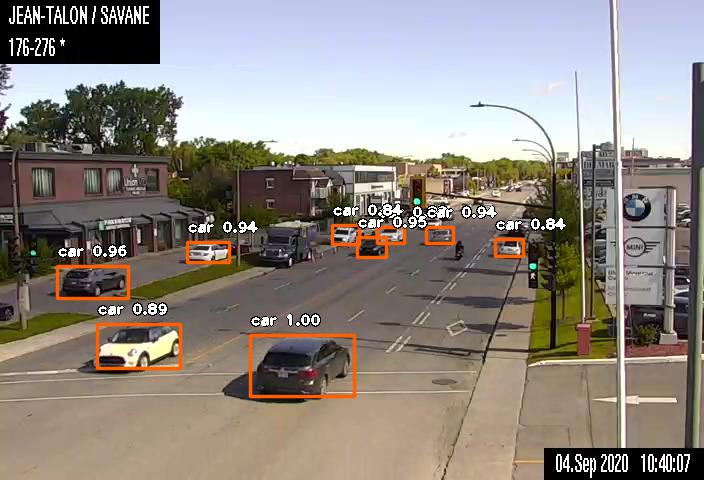 JEAN-TALON / SAVANE
176-276 *
car 0.94
car 0.84
car 0.94
car 0.95
car 0.84
car 0.96
car 0.89
car 1.00
BMW
MINI
04.Sep 2020 10:40:07